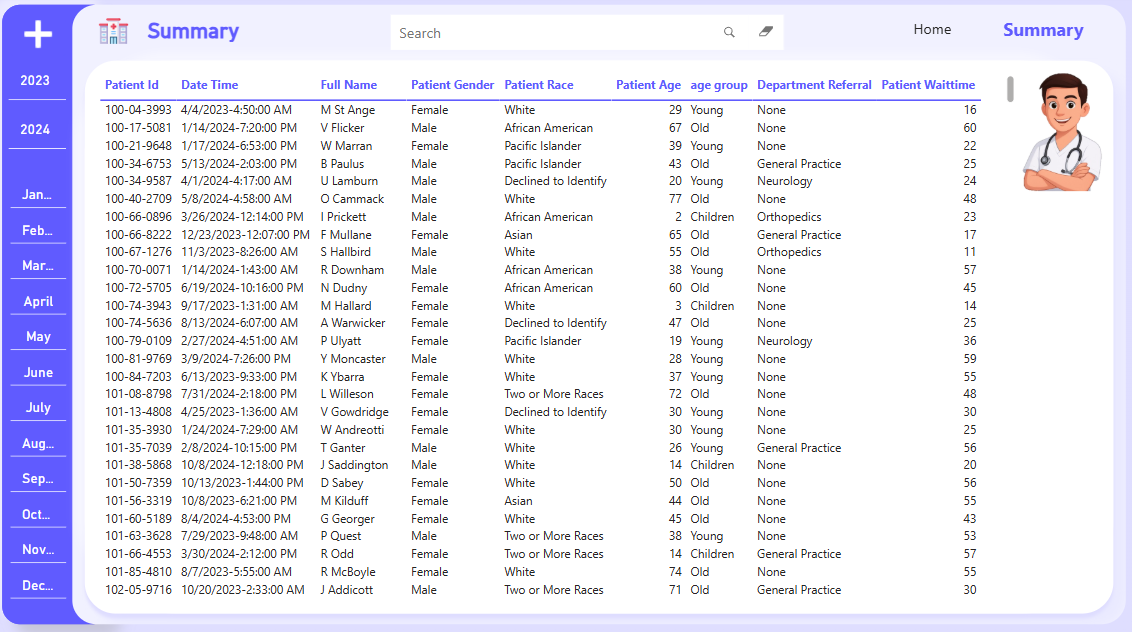 Summary
Search
Home
Summary
2023
2024
Jan...
Feb...
Mar...
April
May
June
July
Aug...
Sep...
Oct...
Nov...
Dec...
Patient Id Date Time Full Name Patient Gender Patient Race Patient Age age group Department Referral Patient Waittime
100-04-3993 4/4/2023-4:50:00 AM M St Ange Female White 29 Young None 16
100-17-5081 1/14/2024-7:20:00 PM V Flicker Male African American 67 Old None 60
100-21-9648 1/17/2024-6:53:00 PM W Marran Female Pacific Islander 39 Young None 22
100-34-6753 5/13/2024-2:03:00 PM B Paulus Male Pacific Islander 43 Old General Practice 25
100-34-9587 4/1/2024-4:17:00 AM U Lamburn Male Declined to Identify 20 Young Neurology 24
100-40-2709 5/8/2024-4:58:00 AM O Cammack Male White 77 Old None 48
100-66-0896 3/26/2024-12:14:00 PM I Prickett Male African American 2 Children Orthopedics 23
100-66-8222 12/23/2023-12:07:00 PM F Mullane Female Asian 65 Old General Practice 17
100-67-1276 11/3/2023-8:26:00 AM S Hallbird Male White 55 Old Orthopedics 11
100-70-0071 1/14/2024-1:43:00 AM R Downham Male African American 38 Young None 57
100-72-5705 6/19/2024-10:16:00 PM N Dudny Female African American 60 Old None 45
100-74-3943 9/17/2023-1:31:00 AM M Hallard Female White 3 Children None 14
100-74-5636 8/13/2024-6:07:00 AM A Warwicker Female Declined to Identify 47 Old None 25
100-79-0109 2/27/2024-4:51:00 AM P Ulyatt Female Pacific Islander 19 Young Neurology 36
100-81-9769 3/9/2024-7:26:00 PM Y Moncaster Male White 28 Young None 59
100-84-7203 6/13/2023-9:33:00 PM K Ybarra Female White 37 Young None 55
101-08-8798 7/31/2024-2:18:00 PM L Willeson Female Two or More Races 72 Old None 48
101-13-4808 4/25/2023-1:36:00 AM V Gowdridge Female Declined to Identify 30 Young None 30
101-35-3930 1/24/2024-7:29:00 AM W Andreotti Female White 30 Young None 25
101-35-7039 2/8/2024-10:15:00 PM T Ganter Male White 26 Young General Practice 56
101-38-5868 10/8/2024-12:18:00 PM J Saddington Male White 14 Children None 20
101-50-7359 10/13/2023-1:44:00 PM D Sabey Female White 50 Old None 56
101-56-3319 10/8/2023-6:21:00 PM M Kilduff Female Asian 44 Old None 55
101-60-5189 8/4/2024-4:53:00 PM G Georger Female White 45 Old None 43
101-63-3628 7/29/2023-9:48:00 AM P Quest Male Two or More Races 38 Young None 53
101-66-4553 3/30/2024-2:12:00 PM R Odd Female Two or More Races 14 Children General Practice 57
101-85-4810 8/7/2023-5:55:00 AM R McBoyle Female White 74 Old None 55
102-05-9716 10/20/2023-2:33:00 AM J Addicott Male Two or More Races 71 Old General Practice 30